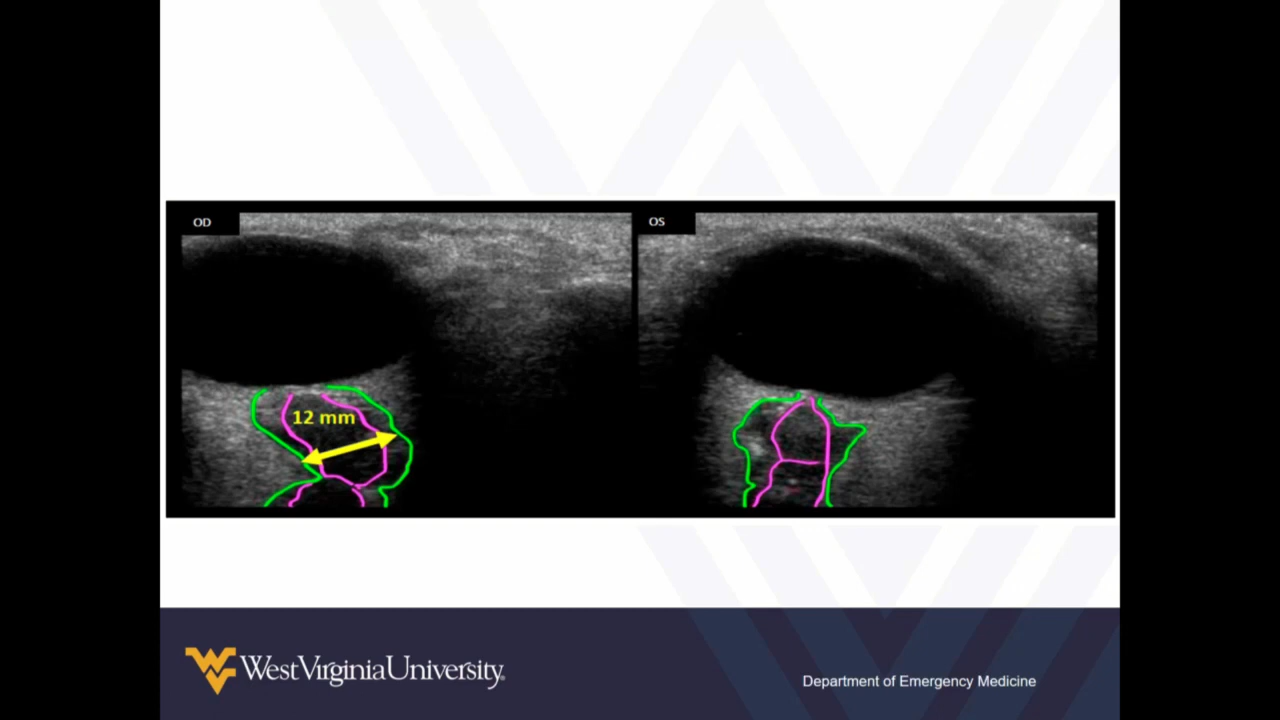 OD
OS
12 mm
WestVirginiaUniversity®
Department of Emergency Medicine